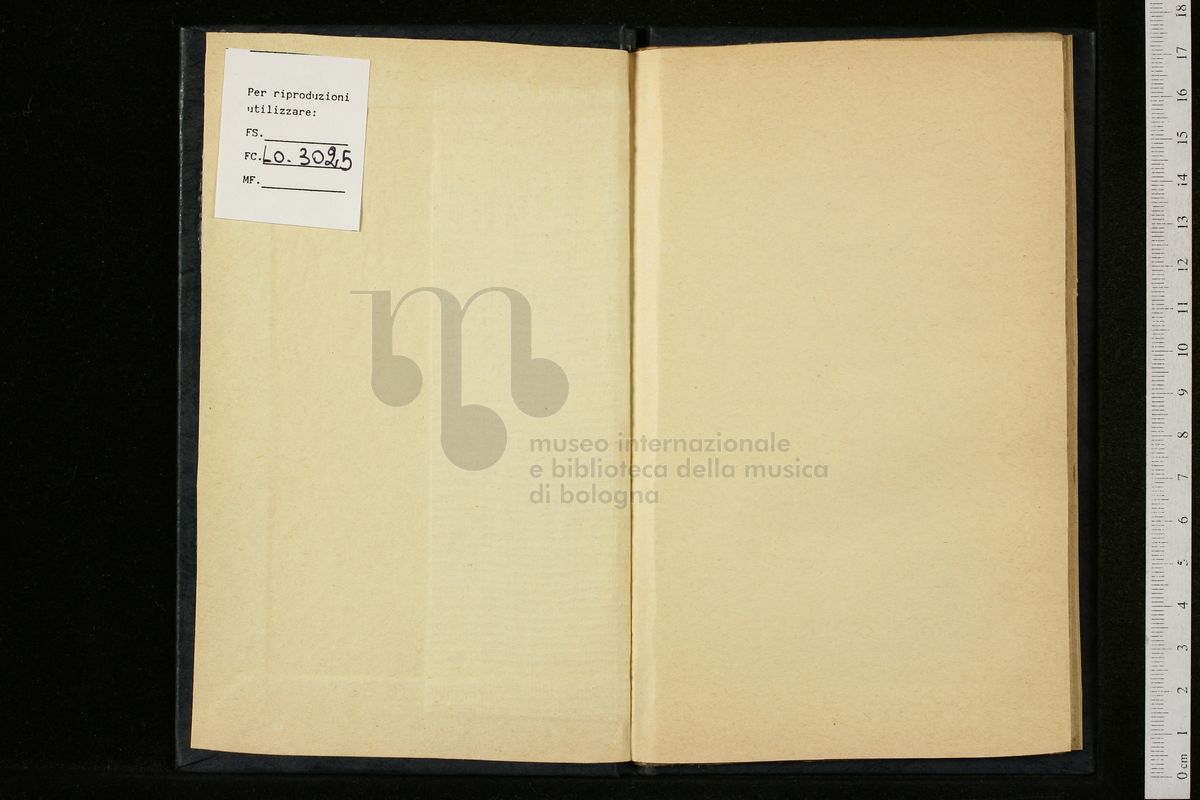 Per riproduzioni
utilizzare:
FS.
FC. Lo. 3025
MF.
museo internazionale
e biblioteca della musica
di bologna
18
17
16
15
14
13
12
11
10
9
8
7
6
5
4
3
2
1
0 cm